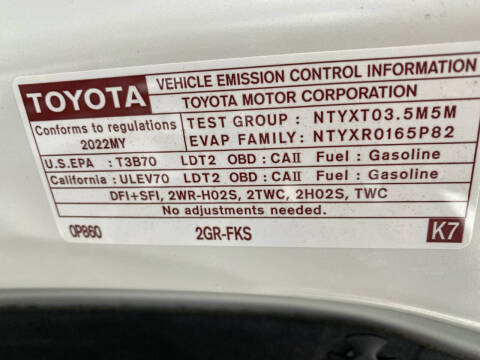 TOYOTA
VEHICLE EMISSION CONTROL INFORMATION
TOYOTA MOTOR CORPORATION
Conforms to regulations
2022MY
TEST GROUP : NTYXT03.5M5M
EVAP FAMILY: NTYXR0165P82
U.S.EPA : T3B70 LDT2 OBD : CAII Fuel : Gasoline
California : ULEV70 LDT2 OBD : CAII Fuel : Gasoline
DFI+SFI, 2WR-HO2S, 2TWC, 2HO2S, TWC
No adjustments needed.
0P860 2GR-FKS K7